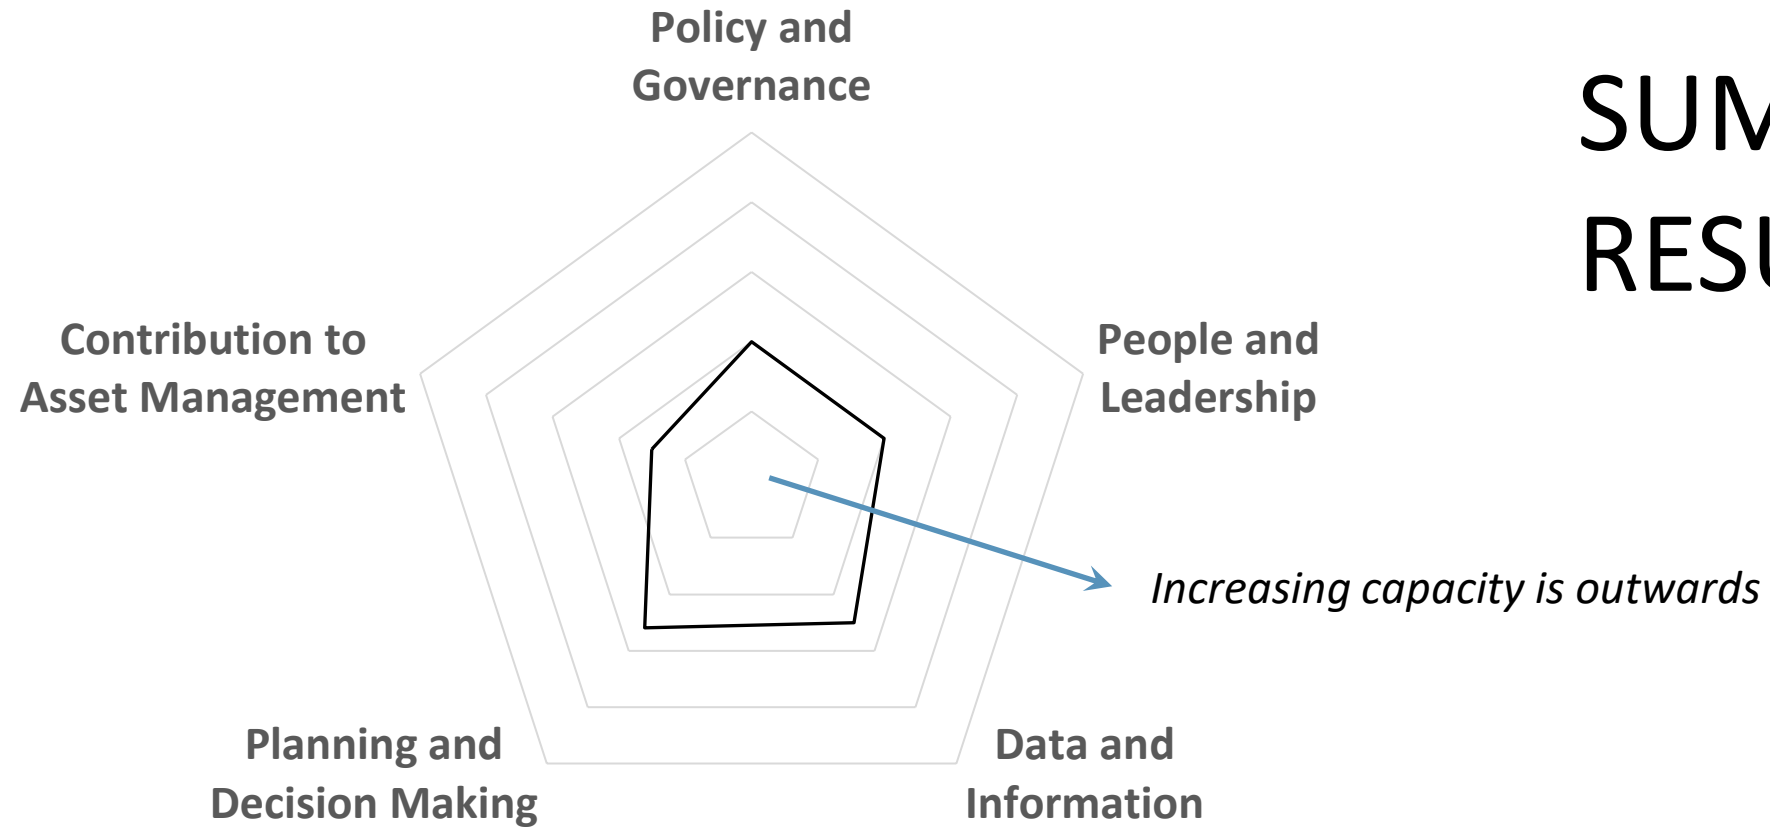 Policy and
Governance
SUM
RESU
Contribution to
Asset Management
People and
Leadership
Increasing capacity is outwards
Planning and
Decision Making
Data and
Information